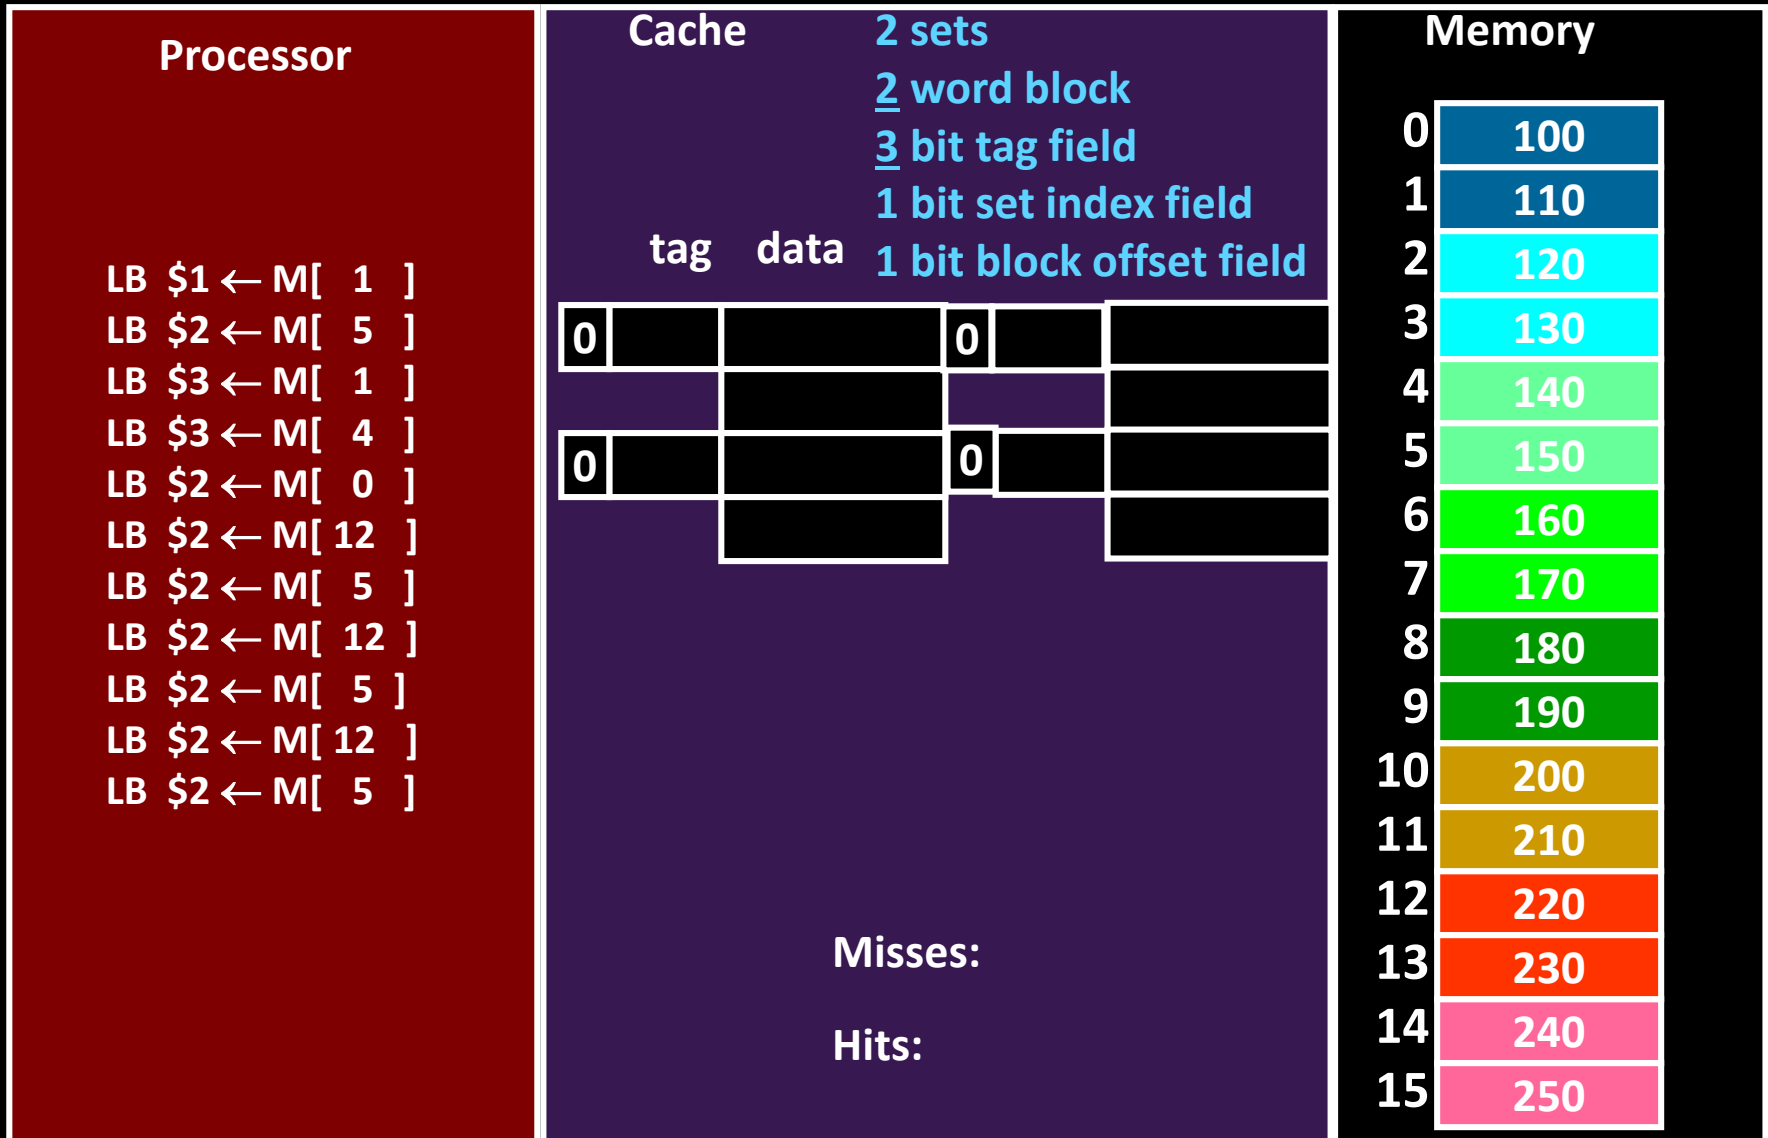 Processor
LB $1 ← M[ 1 ]
LB $2 ← M[ 5 ]
LB $3 ← M[ 1 ]
LB $3 ← M[ 4 ]
LB $2 ← M[ 0 ]
LB $2 ← M[ 12 ]
LB $2 ← M[ 5 ]
LB $2 ← M[ 12 ]
LB $2 ← M[ 5 ]
LB $2 ← M[ 12 ]
LB $2 ← M[ 5 ]
Cache
2 sets
2 word block
3 bit tag field
1 bit set index field
1 bit block offset field
tag data
0 0
0 0
Misses:
Hits:
Memory
0 100
1 110
2 120
3 130
4 140
5 150
6 160
7 170
8 180
9 190
10 200
11 210
12 220
13 230
14 240
15 250